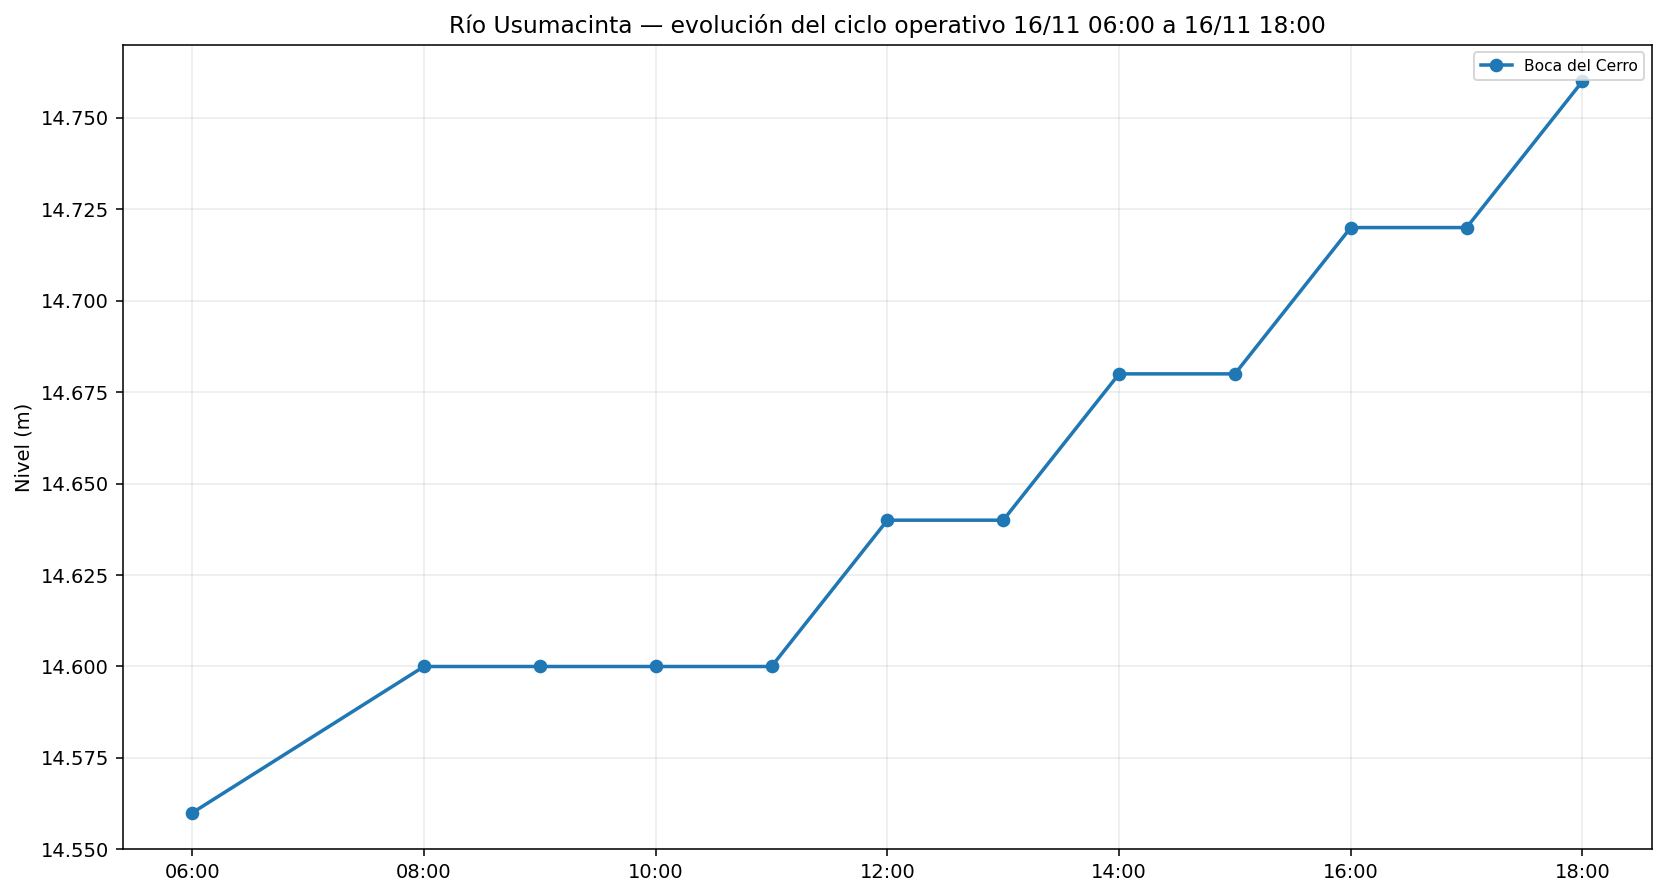 Río Usumacinta — evolución del ciclo operativo 16/11 06:00 a 16/11 18:00
Boca del Cerro
Nivel (m)
14.750
14.725
14.700
14.675
14.650
14.625
14.600
14.575
14.550
06:00 08:00 10:00 12:00 14:00 16:00 18:00